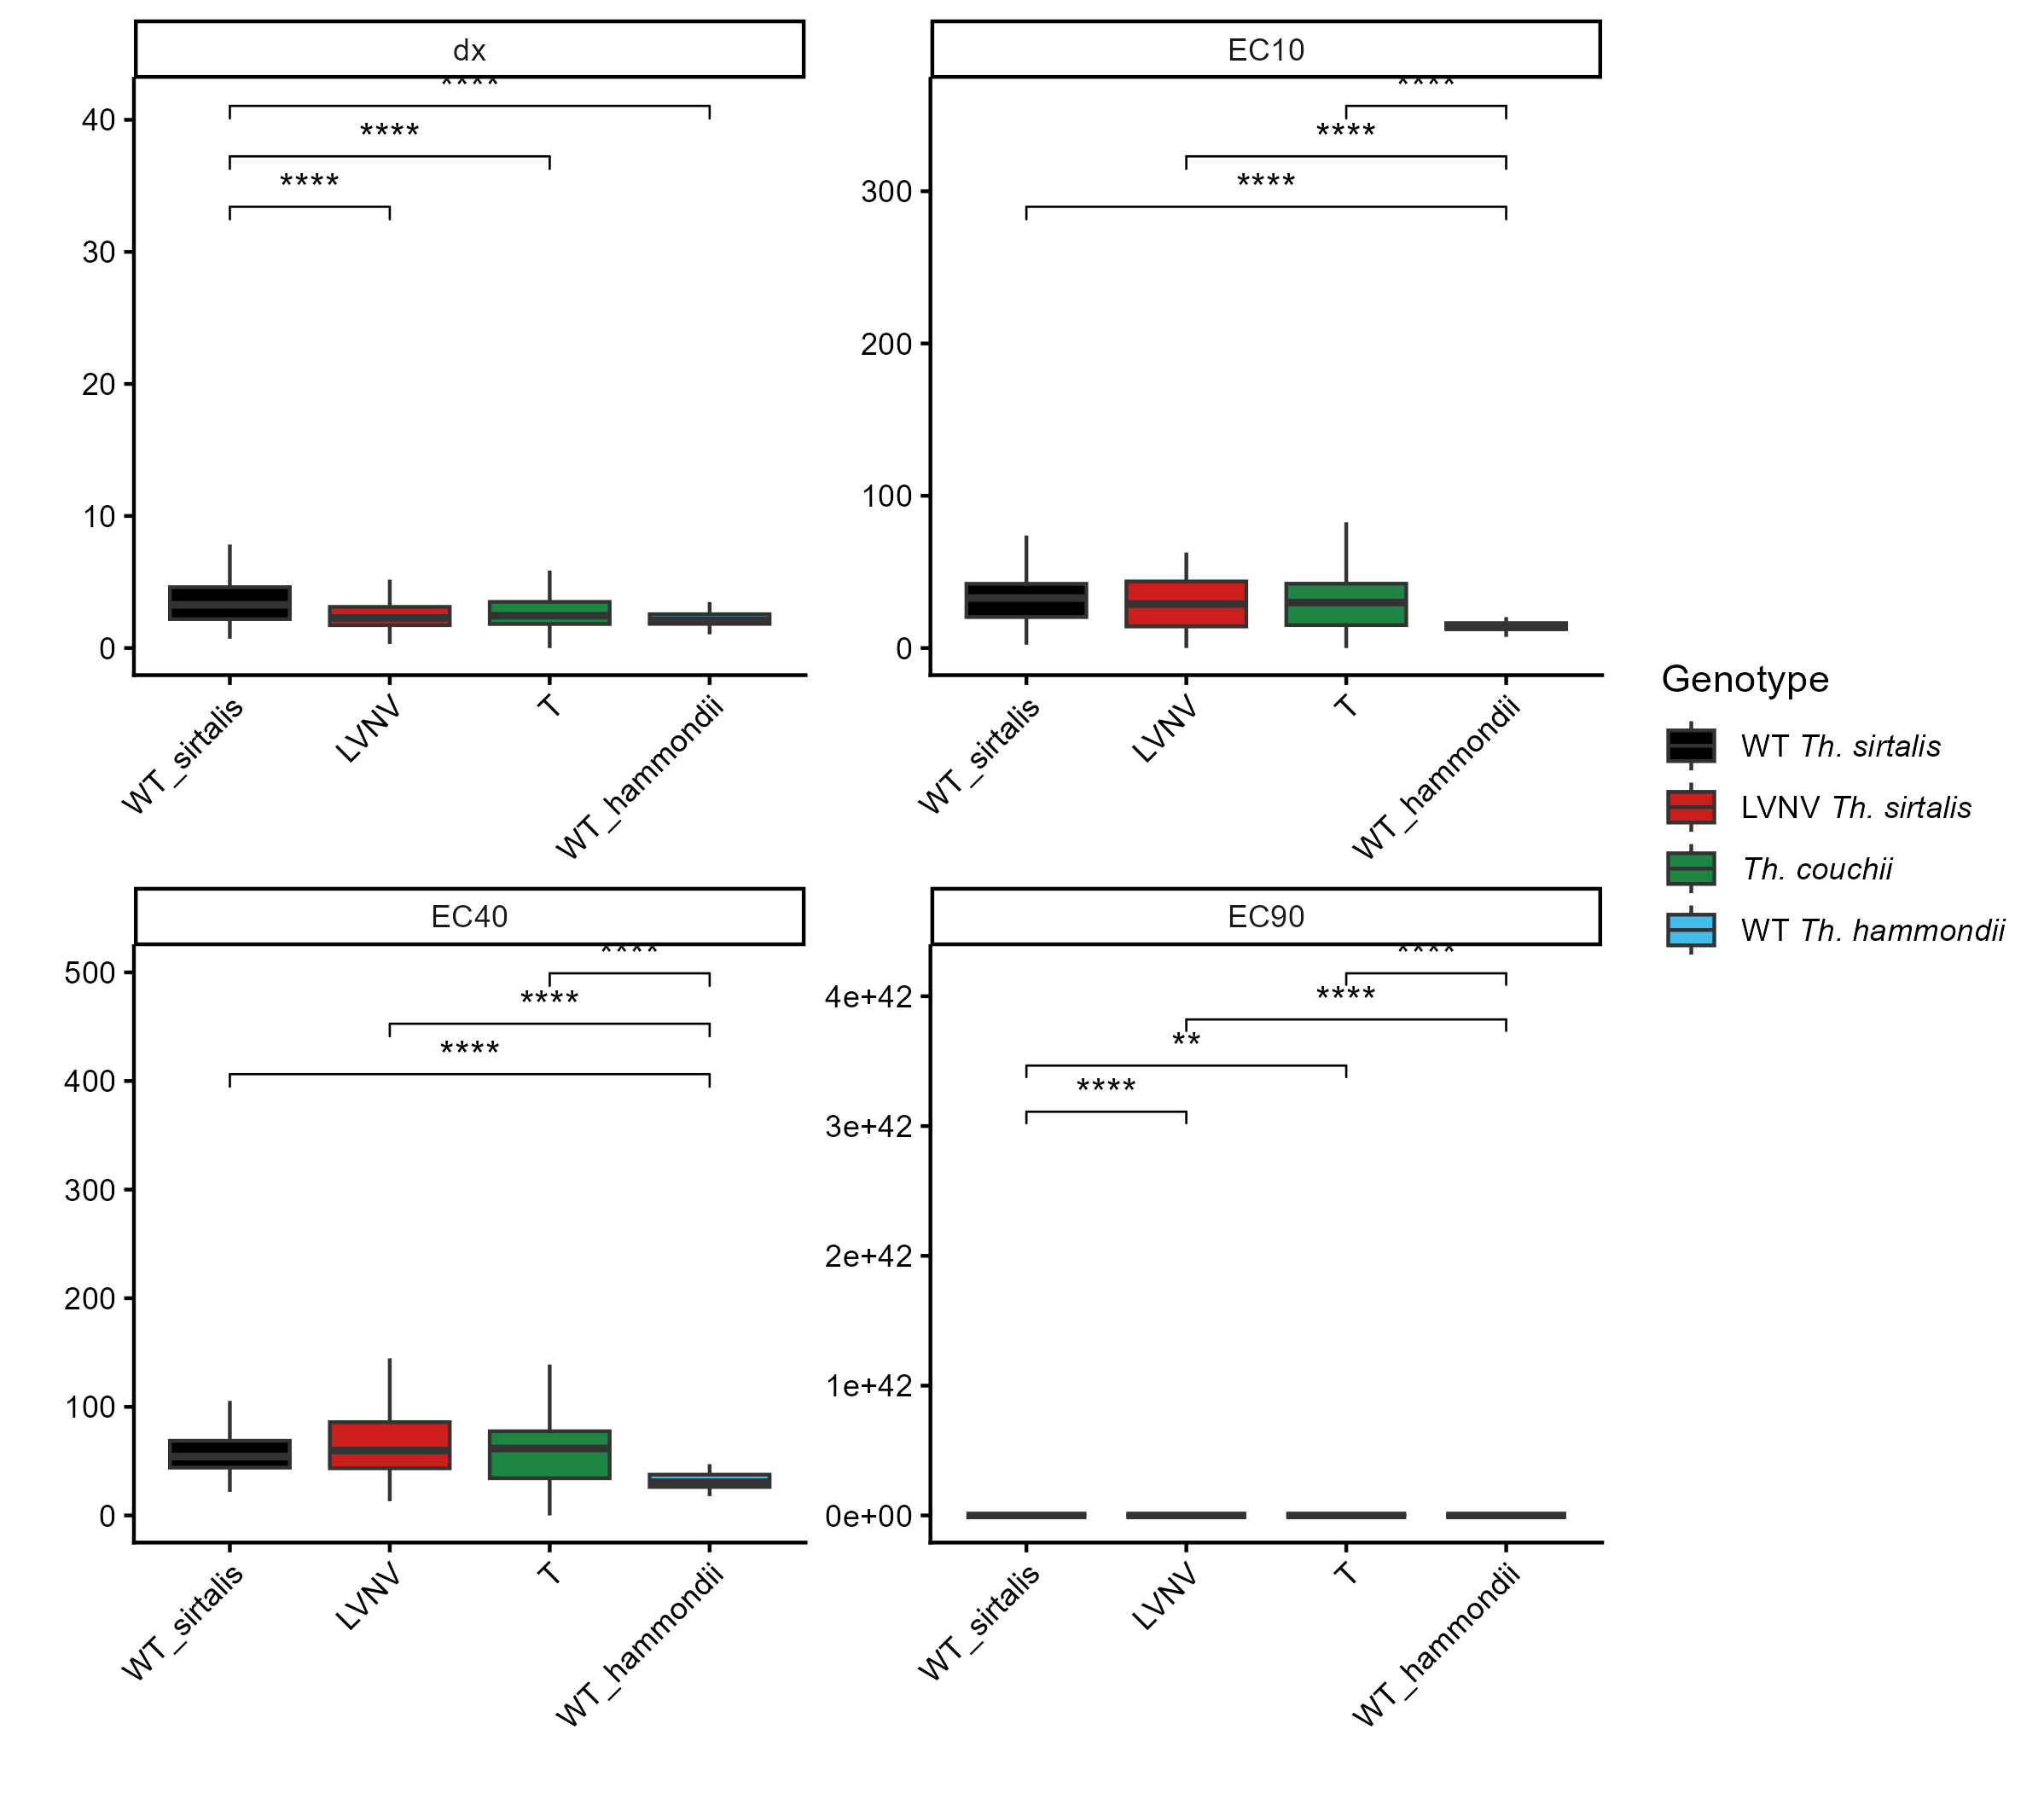 dx
****
****
****
40
30
20
10
0
WT_sirtalis
LVNV
T
WT_hammondii
EC10
****
****
****
300
200
100
0
WT_sirtalis
LVNV
T
WT_hammondii
EC40
****
****
****
500
400
300
200
100
0
WT_sirtalis
LVNV
T
WT_hammondii
EC90
****
****
**
****
4e+42
3e+42
2e+42
1e+42
0e+00
WT_sirtalis
LVNV
T
WT_hammondii
Genotype
WT Th. sirtalis
LVNV Th. sirtalis
Th. couchii
WT Th. hammondii